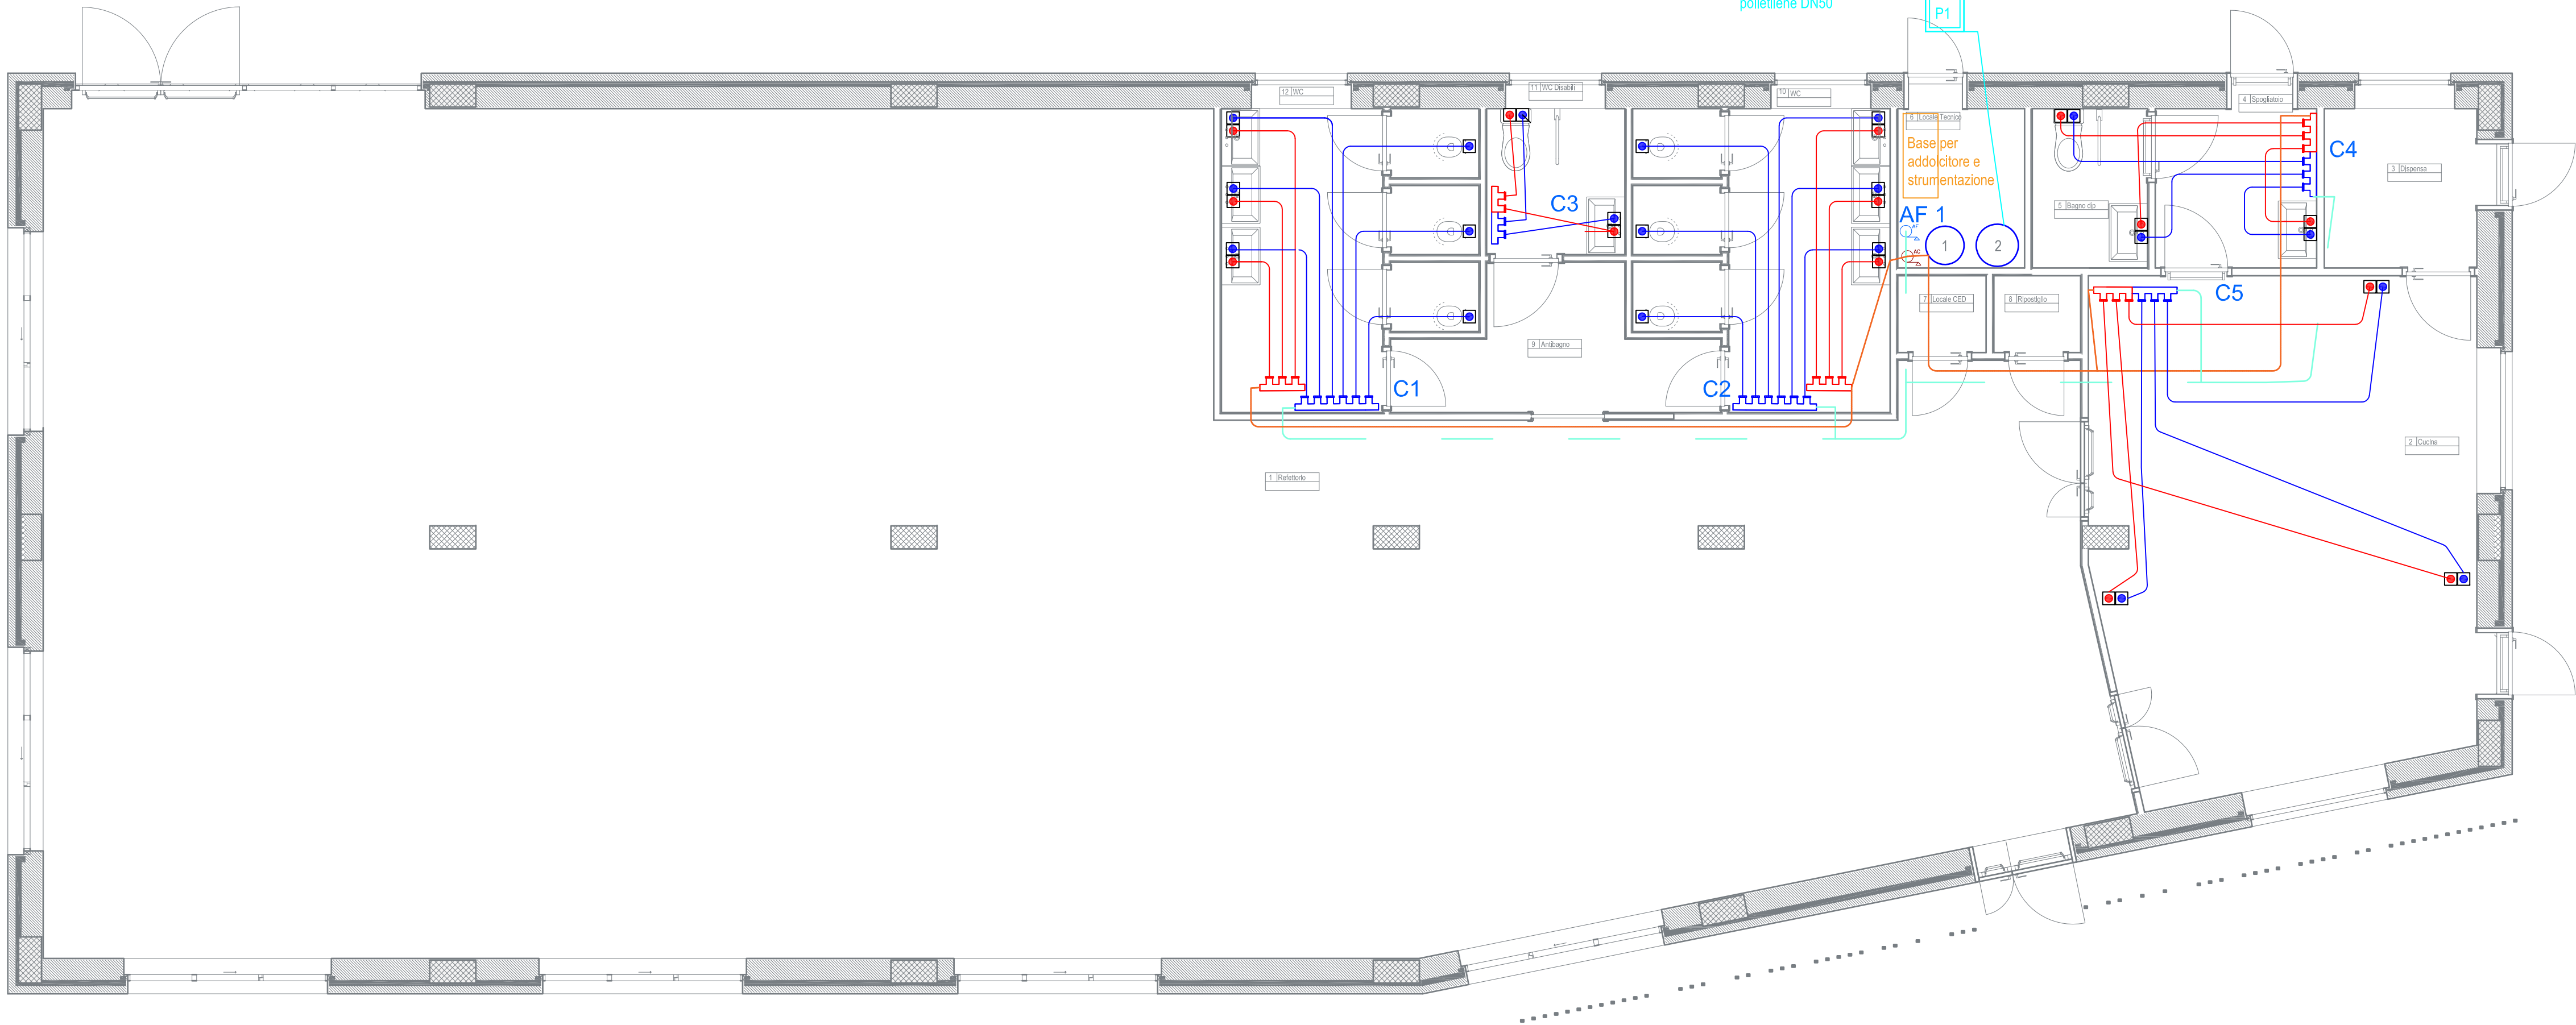 polietilene DN50
P1
12 WC
11 WC Disabili
10 WC
6 Locale Tecnico
4 Spogliatoio
Base per
addolcitore e
strumentazione
C4
3 Dispensa
C3
5 Bagno dip
AF 1
AF
1
2
AC
C5
7 Locale CED
8 Ripostiglio
9 Antibagno
C1
C2
2 Cucina
1 Refettorio